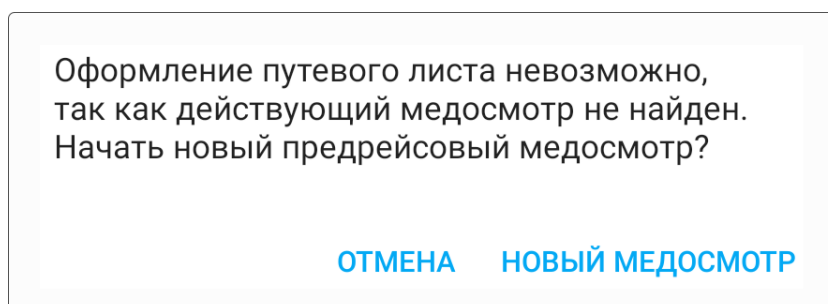 Оформление путевого листа невозможно,
так как действующий медосмотр не найден.
Начать новый предрейсовый медосмотр?
ОТМЕНА НОВЫЙ МЕДОСМОТР